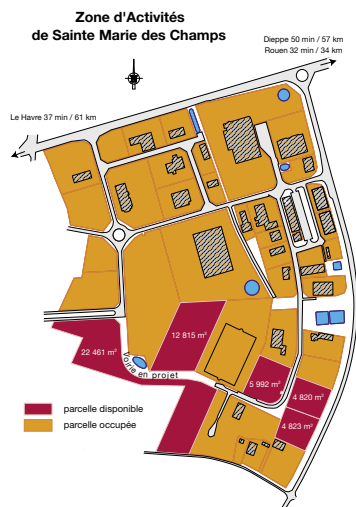 Zone d'Activités
de Sainte Marie des Champs
Dieppe 50 min / 57 km
Rouen 32 min / 34 km
Le Havre 37 min / 61 km
12 815 m²
22 461 m²
Voirie en projet
5 992 m²
4 820 m²
4 823 m²
parcelle disponible
parcelle occupée